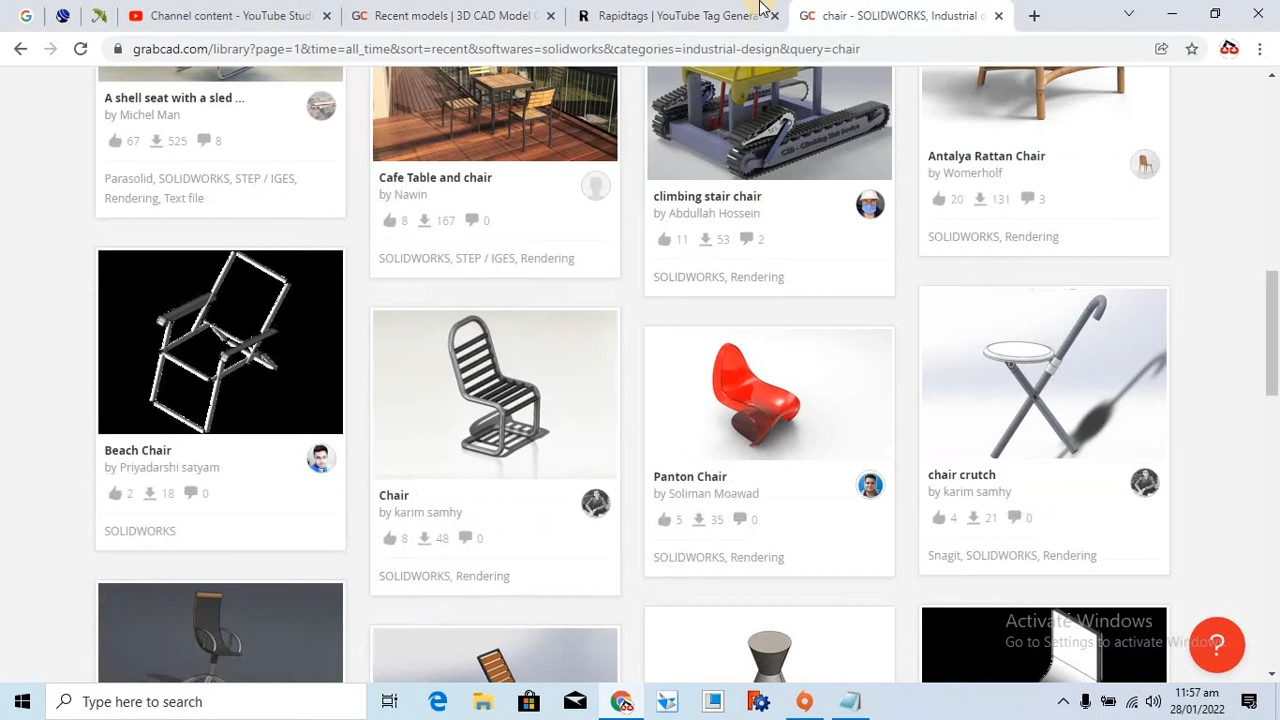 Channel content - YouTube Studi
GC Recent models | 3D CAD Model C
R Rapidtags | YouTube Tag Genera
GC chair - SOLIDWORKS, Industrial d
grabcad.com/library?page=1&time=all_time&sort=recent&softwares=solidworks&categories=industrial-design&query=chair
A shell seat with a sled ...
by Michel Man
67 525 8
Parasolid, SOLIDWORKS, STEP / IGES,
Rendering, Text file
Cafe Table and chair
by Nawin
8 167 0
SOLIDWORKS, STEP / IGES, Rendering
climbing stair chair
by Abdullah Hossein
11 53 2
SOLIDWORKS, Rendering
Antalya Rattan Chair
by Womerholf
20 131 3
SOLIDWORKS, Rendering
Beach Chair
by Priyadarshi satyam
2 18 0
SOLIDWORKS
Chair
by karim samhy
8 48 0
SOLIDWORKS, Rendering
Panton Chair
by Soliman Moawad
5 35 0
SOLIDWORKS, Rendering
chair crutch
by karim samhy
4 21 0
Snagit, SOLIDWORKS, Rendering
Activate Windows
Go to Settings to activate Windows.
?
Type here to search
11:57 am
28/01/2022